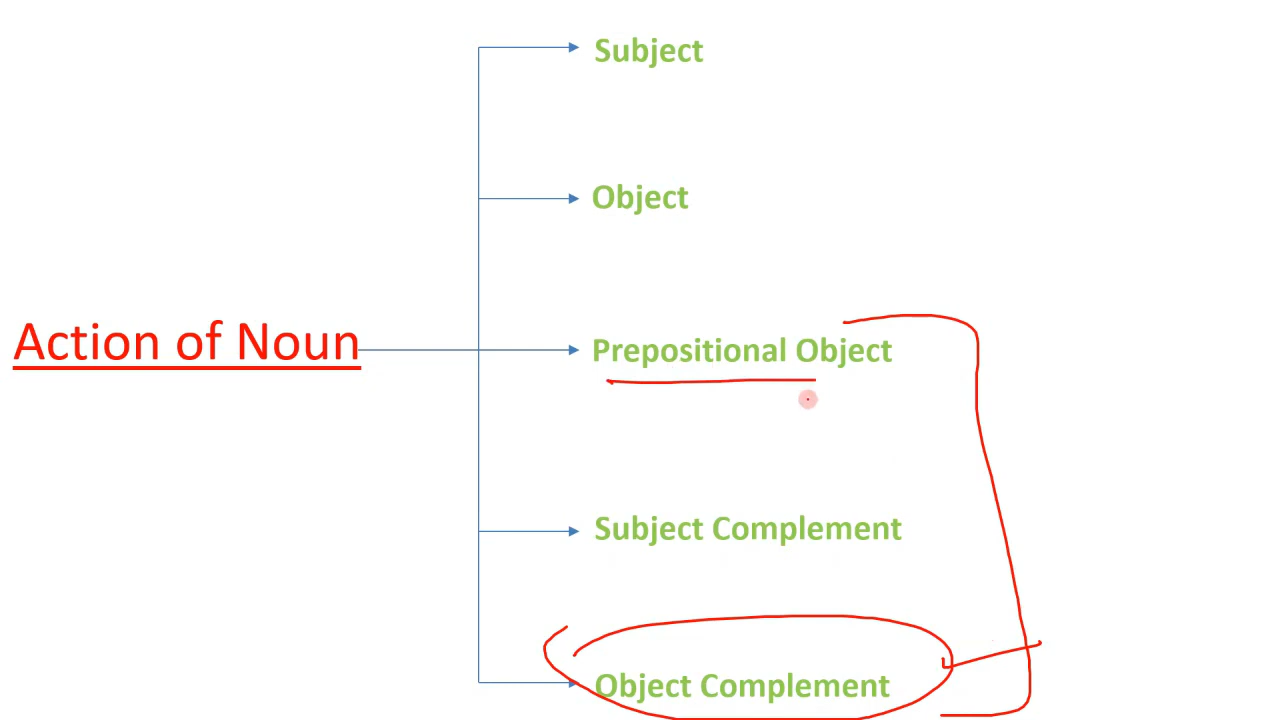 Subject
Object
Action of Noun
Prepositional Object
Subject Complement
Object Complement